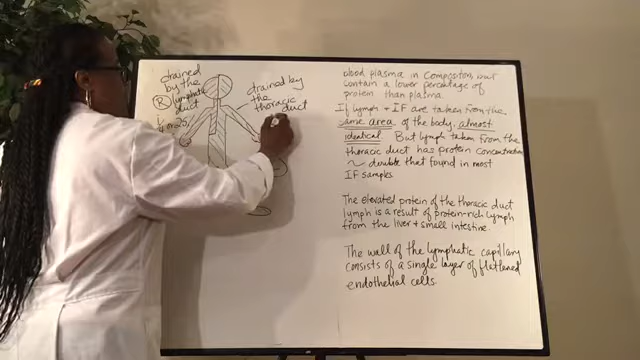 drained
by the
R lymphatic
duct
drained by
the
thoracic
duct
blood plasma in composition, but
contain a lower percentage of
protein than plasma.
If lymph + IF are taken from the
same area of the body, almost
identical. But lymph taken from the
thoracic duct has protein concentration
~ double that found in most
IF samples.
The elevated protein of the thoracic duct
lymph is a result of protein-rich lymph
from the liver + small intestine.
The wall of the lymphatic capillary
consists of a single layer of flattened
endothelial cells.